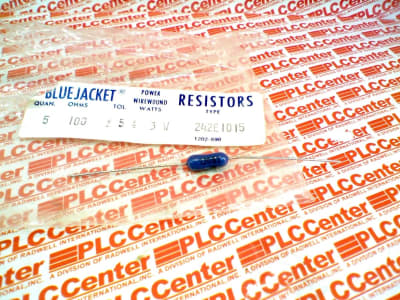 BLUEJACKET POWER WIREWOUND RESISTORS
QUAN. OHMS TOL. WATTS TYPE
5 100 ±5% 3 W 242E1015
PLCCenter
A DIVISION OF RADWELL INTERNATIONAL, INC.